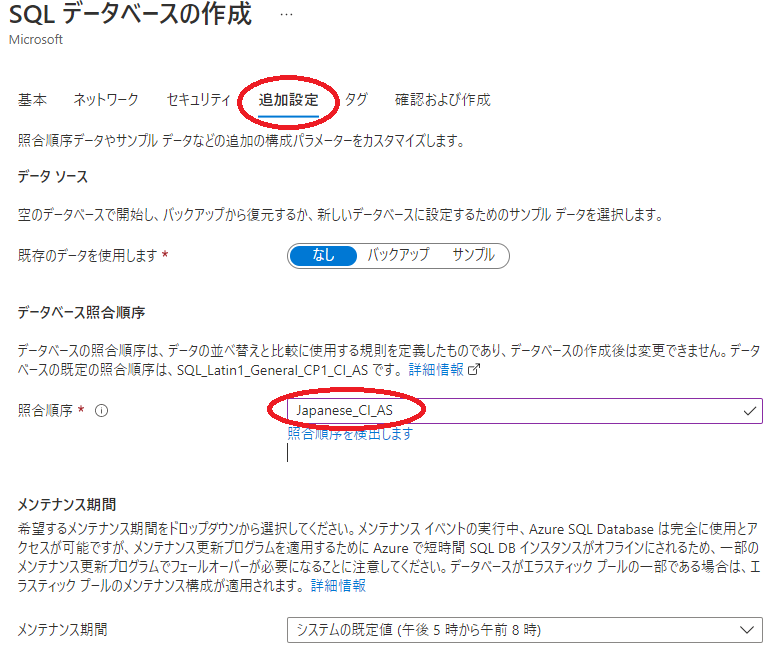 SQL データベースの作成 …
Microsoft
基本 ネットワーク セキュリティ 追加設定 タグ 確認および作成
照合順序データやサンプル データなどの追加の構成パラメーターをカスタマイズします。
データ ソース
空のデータベースで開始し、バックアップから復元するか、新しいデータベースに設定するためのサンプル データを選択します。
既存のデータを使用します * なし バックアップ サンプル
データベース照合順序
データベースの照合順序は、データの並べ替えと比較に使用する規則を定義したものであり、データベースの作成後は変更できません。データ
ベースの既定の照合順序は、SQL_Latin1_General_CP1_CI_AS です。 詳細情報
照合順序 * Japanese_CI_AS
照合順序を検出します
メンテナンス期間
希望するメンテナンス期間をドロップダウンから選択してください。メンテナンス イベントの実行中、Azure SQL Database は完全に使用とア
クセスが可能ですが、メンテナンス更新プログラムを適用するために Azure で短時間 SQL DB インスタンスがオフラインにされるため、一部の
メンテナンス更新プログラムでフェールオーバーが必要になることに注意してください。データベースがエラスティック プールの一部である場合は、エ
ラスティック プールのメンテナンス構成が適用されます。 詳細情報
メンテナンス期間 システムの既定値 (午後 5 時から午前 8 時)